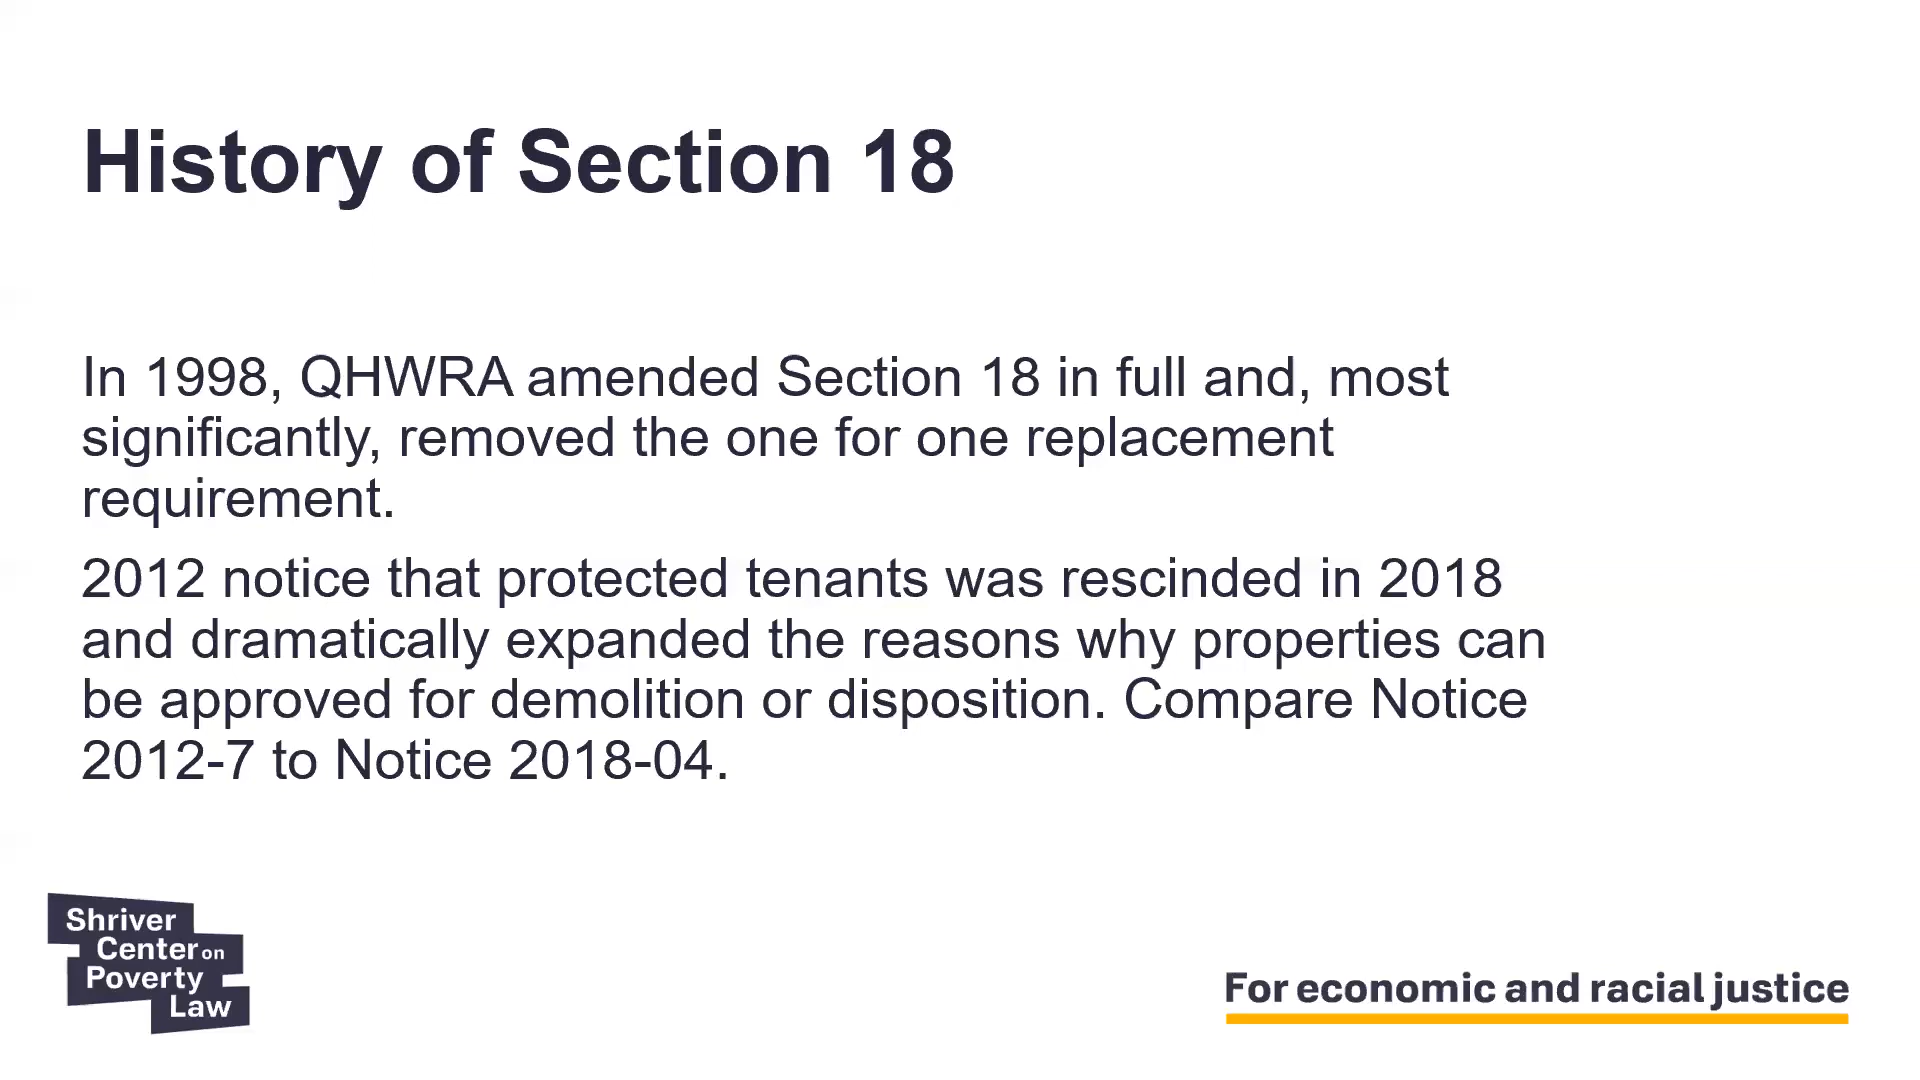 History of Section 18
In 1998, QHWRA amended Section 18 in full and, most
significantly, removed the one for one replacement
requirement.
2012 notice that protected tenants was rescinded in 2018
and dramatically expanded the reasons why properties can
be approved for demolition or disposition. Compare Notice
2012-7 to Notice 2018-04.
Shriver
Center on
Poverty
Law
For economic and racial justice